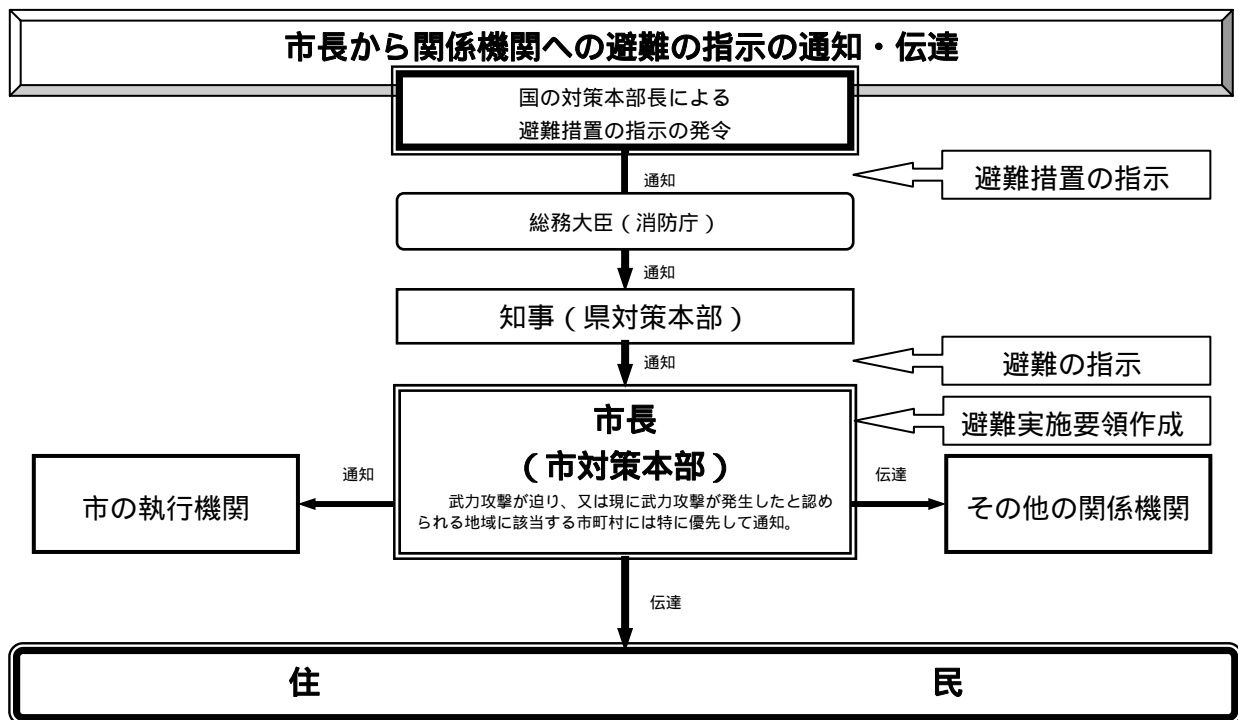 市長から関係機関への避難の指示の通知・伝達
国の対策本部長による
避難措置の指示の発令
通知
避難措置の指示
総務大臣(消防庁)
通知
知事(県対策本部)
通知
避難の指示
市長
(市対策本部)
武力攻撃が迫り、又は現に武力攻撃が発生したと認め
られる地域に該当する市町村には特に優先して通知。
避難実施要領作成
通知
市の執行機関
伝達
その他の関係機関
伝達
住 民